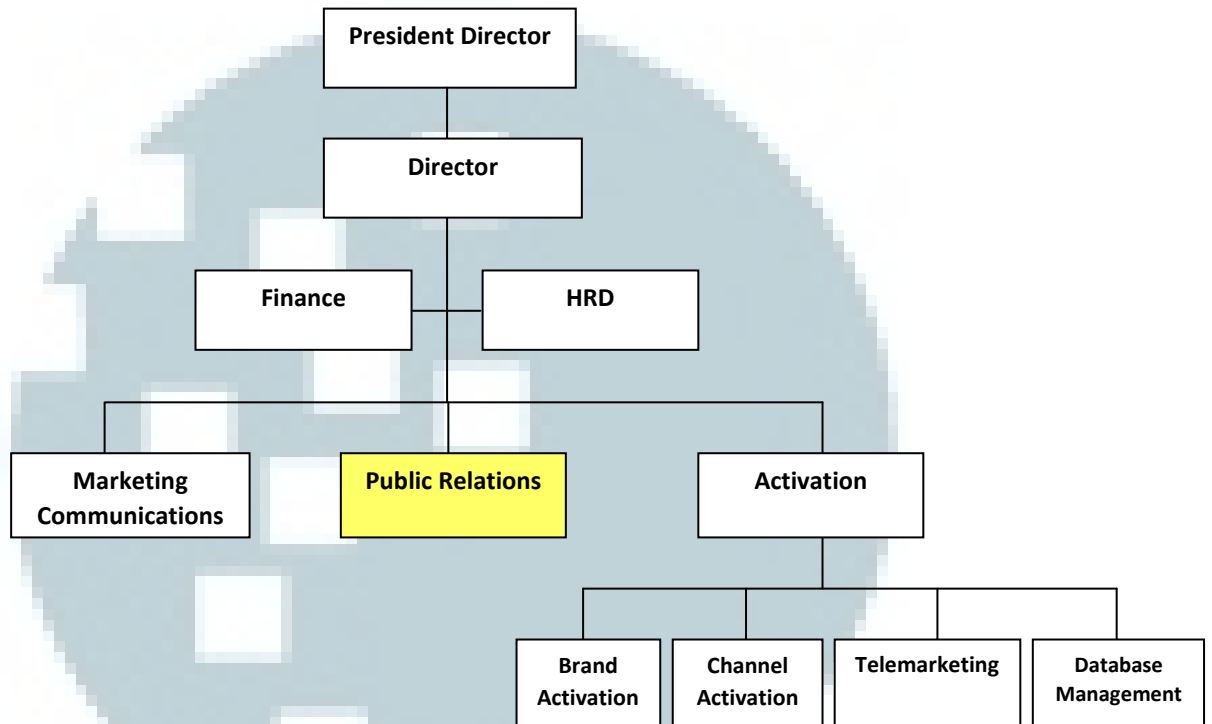 President Director
Director
Finance
HRD
Marketing
Communications
Public Relations
Activation
Brand
Activation
Channel
Activation
Telemarketing
Database
Management